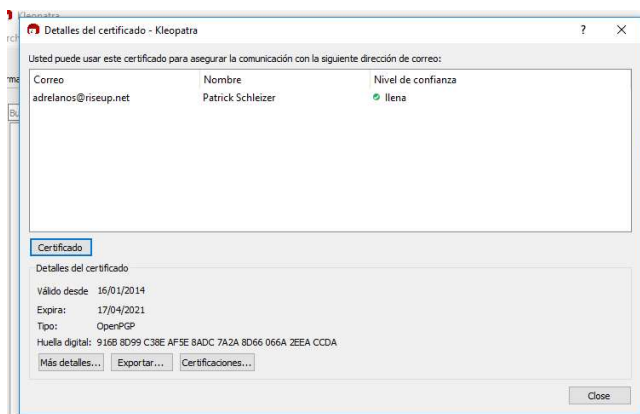 Kleopatra
Detalles del certificado - Kleopatra
?
Usted puede usar este certificado para asegurar la comunicación con la siguiente dirección de correo:
Correo Nombre Nivel de confianza
adrelanos@riseup.net Patrick Schleizer llena
Certificado
Detalles del certificado
Válido desde 16/01/2014
Expira: 17/04/2021
Tipo: OpenPGP
Huella digital: 916B 8D99 C38E AF5E 8ADC 7A2A 8D66 066A 2EEA CCDA
Más detalles... Exportar... Certificaciones...
Close